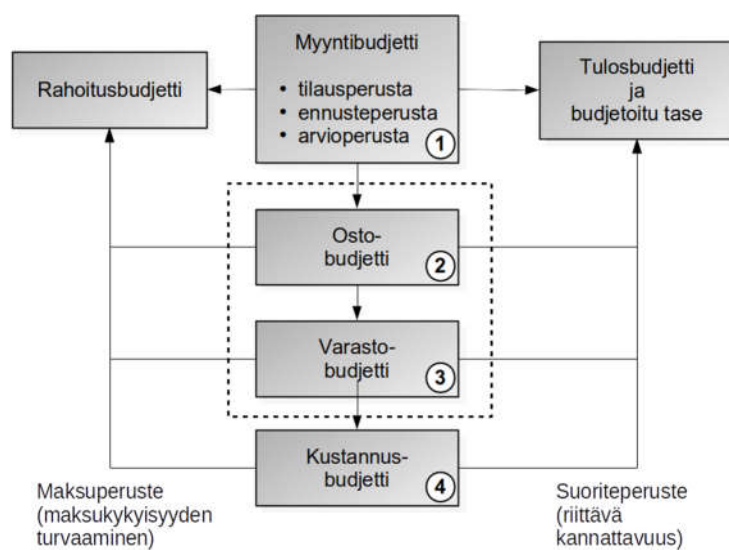 Myyntibudjetti
• tilausperusta
• ennusteperusta
• arvioperusta
1
Rahoitusbudjetti
Tulosbudjetti
ja
budjetoitu tase
Osto-
budjetti
2
Varasto-
budjetti
3
Kustannus-
budjetti
4
Maksuperuste
(maksukykyisyyden
turvaaminen)
Suoriteperuste
(riittävä
kannattavuus)